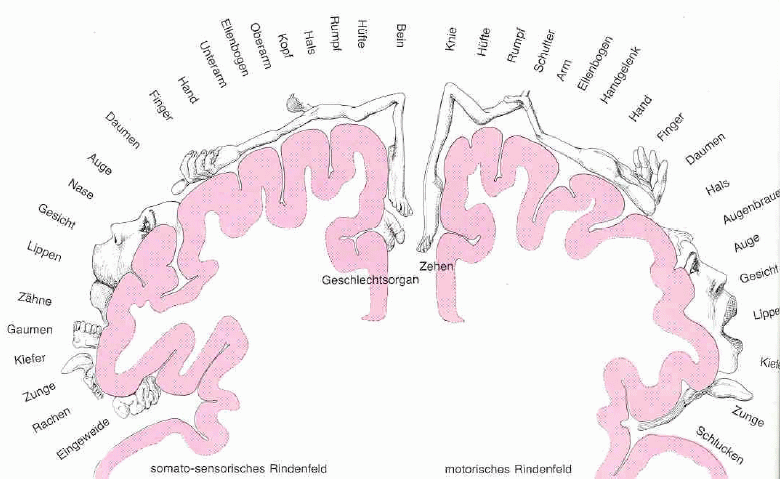 Bein
Hüfte
Rumpf
Hals
Kopf
Oberarm
Ellenbogen
Unterarm
Hand
Finger
Daumen
Auge
Nase
Gesicht
Lippen
Zähne
Gaumen
Kiefer
Zunge
Rachen
Eingeweide
Geschlechtsorgan
somato-sensorisches Rindenfeld
Knie
Hüfte
Rumpf
Schulter
Arm
Ellenbogen
Handgelenk
Hand
Finger
Daumen
Hals
Augenbraue
Auge
Gesicht
Lippe
Kiefe
Zunge
Schlucken
Zehen
motorisches Rindenfeld